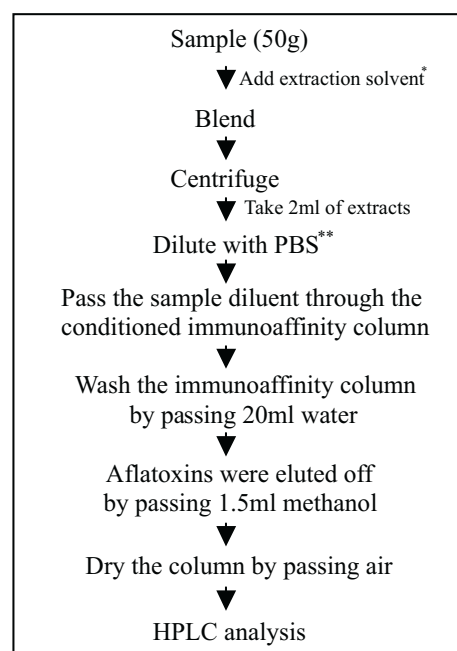 Sample (50g)
Add extraction solvent*
Blend
Centrifuge
Take 2ml of extracts
Dilute with PBS**
Pass the sample diluent through the
conditioned immunoaffinity column
Wash the immunoaffinity column
by passing 20ml water
Aflatoxins were eluted off
by passing 1.5ml methanol
Dry the column by passing air
HPLC analysis